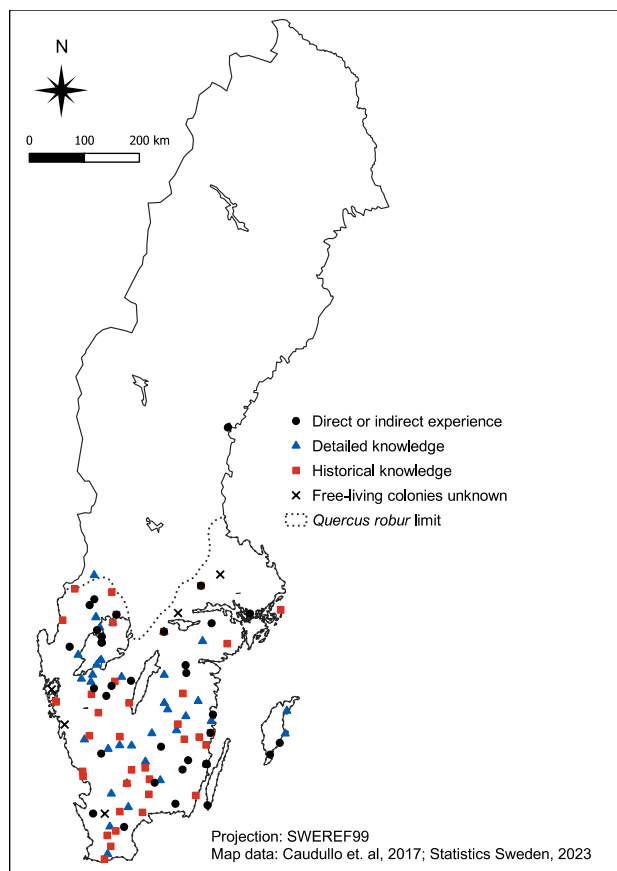 N
0 100 200 km
Direct or indirect experience
Detailed knowledge
Historical knowledge
Free-living colonies unknown
Quercus robur limit
Projection: SWEREF99
Map data: Caudullo et. al, 2017; Statistics Sweden, 2023